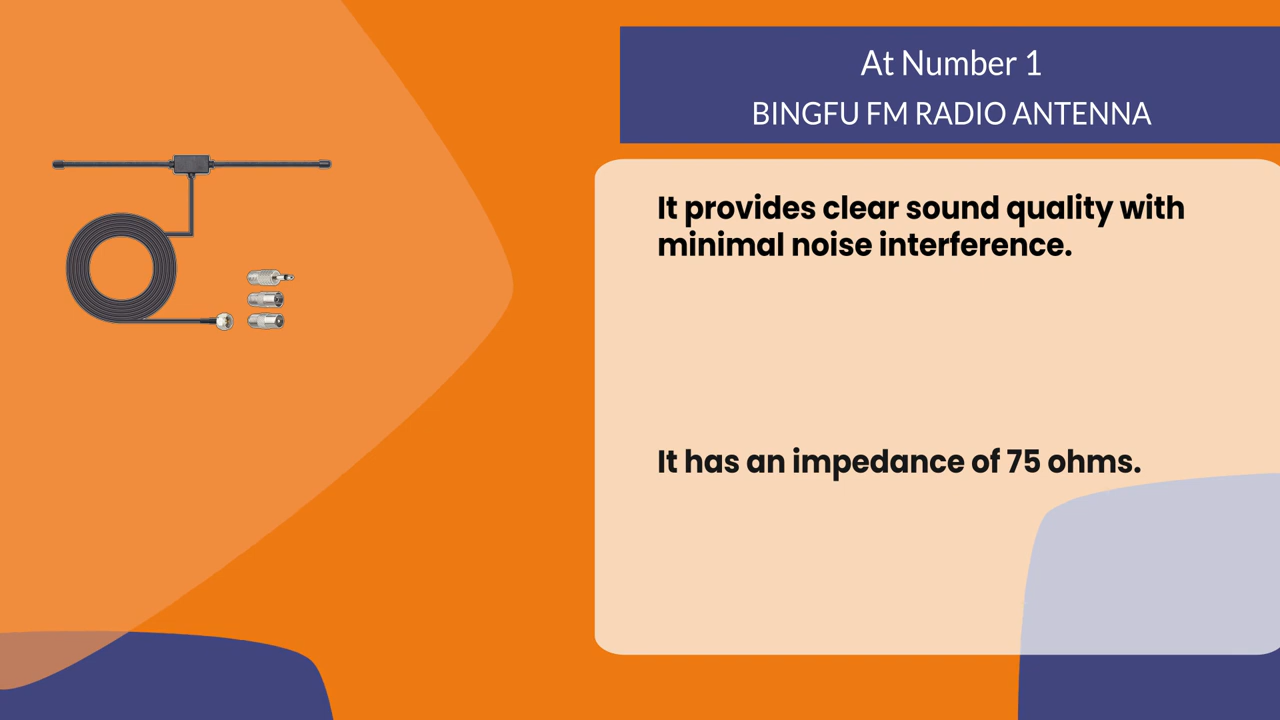 At Number 1
BINGFU FM RADIO ANTENNA
It provides clear sound quality with
minimal noise interference.
It has an impedance of 75 ohms.